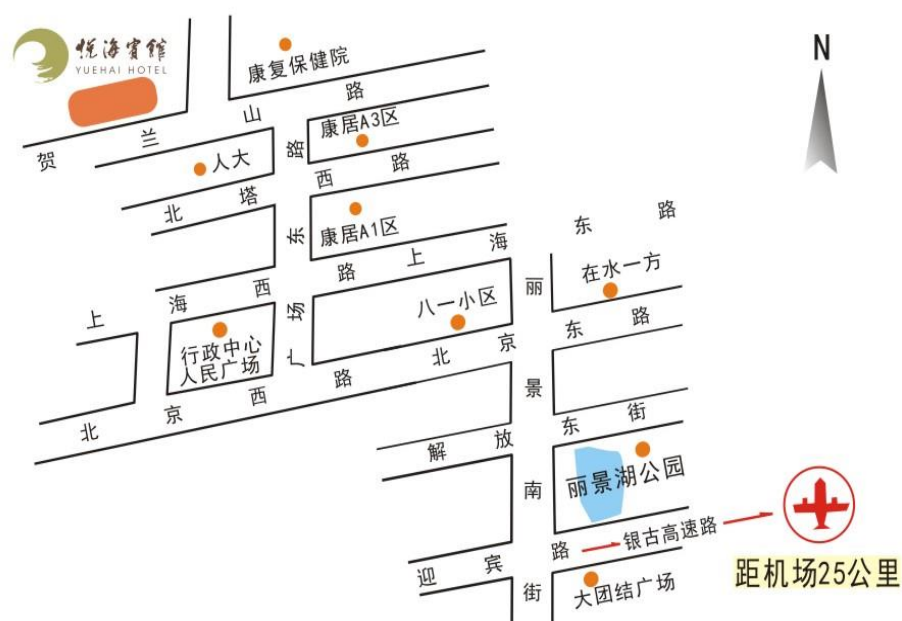 悦海宾馆
YUEHAI HOTEL
N
康复保健院
贺兰山路
康居A3区
人大
北塔西路
康居A1区
上海西路
上海东路
在水一方
八一小区
行政中心
人民广场
广场东路
北京西路
北京东路
丽景南街
解放东街
丽景湖公园
银古高速路
迎宾路
大团结广场
距机场25公里